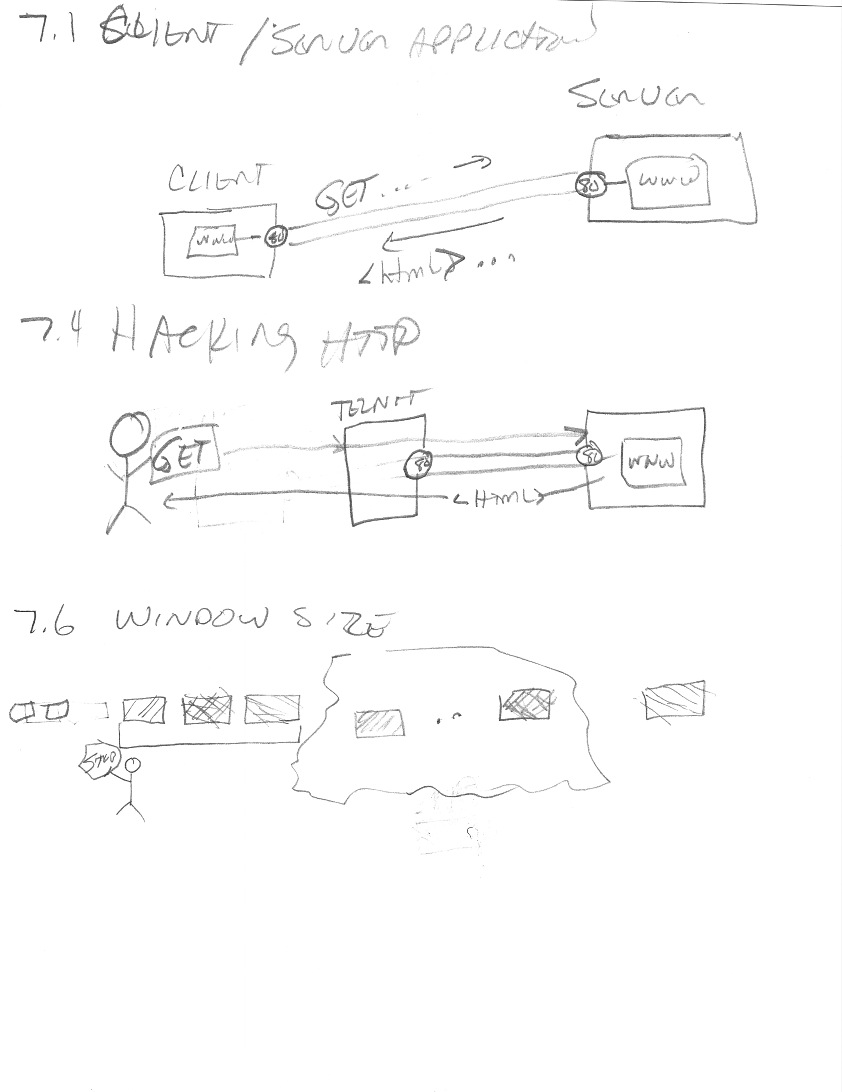 7.1 CLIENT / SERVER APPLICATION
SERVER
CLIENT
GET ....
80
WWW
WWW
80
<html> ...
7.4 HACKING HTTP
TELNET
GET
80
80
WWW
<HTML>
7.6 WINDOW SIZE
...
STOP